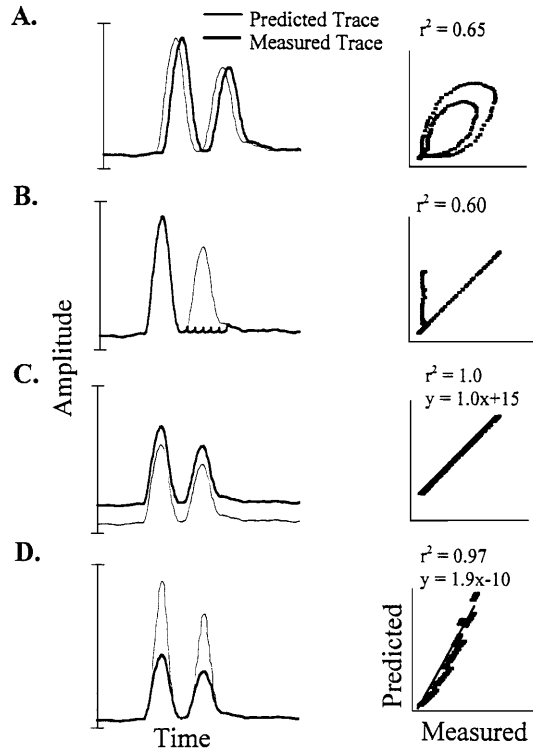 A.
Predicted Trace
Measured Trace
r² = 0.65
B.
r² = 0.60
Amplitude
C.
r² = 1.0
y = 1.0x+15
D.
r² = 0.97
y = 1.9x-10
Predicted
Time
Measured